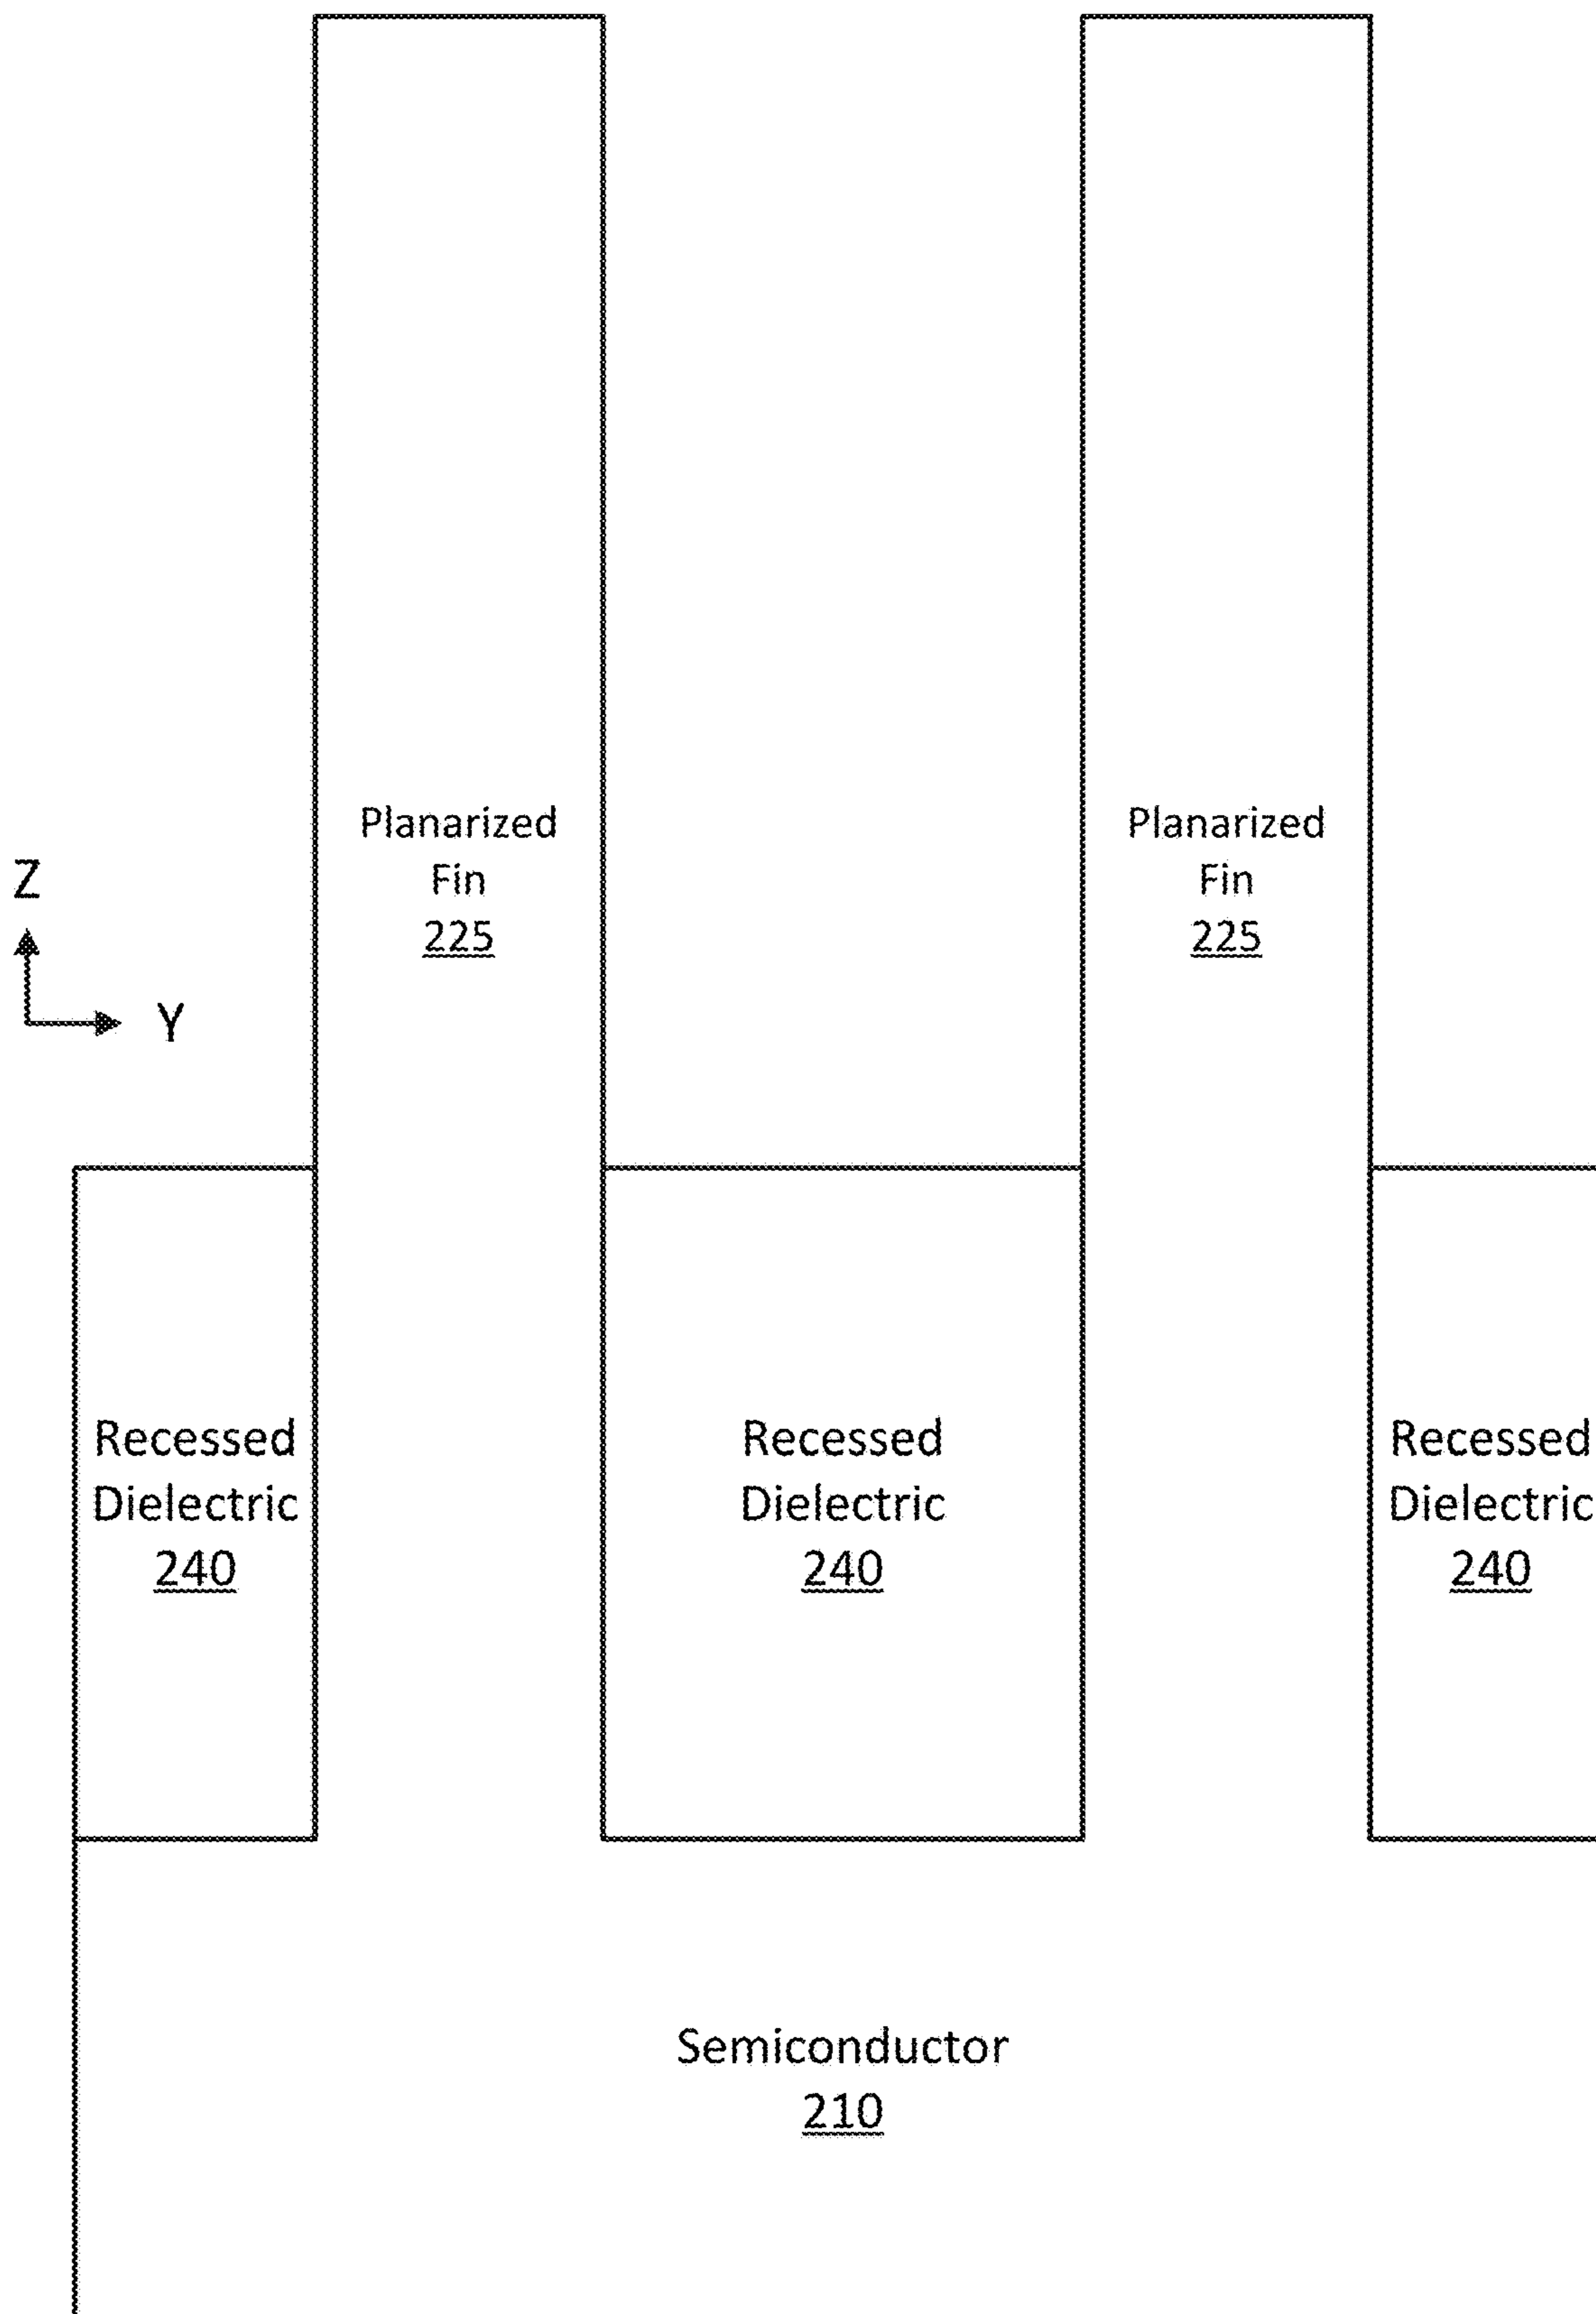 Planarized
Fin
225
Planarized
Fin
225
Z
Y
Recessed
Dielectric
240
Recessed
Dielectric
240
Recessed
Dielectric
240
Semiconductor
210